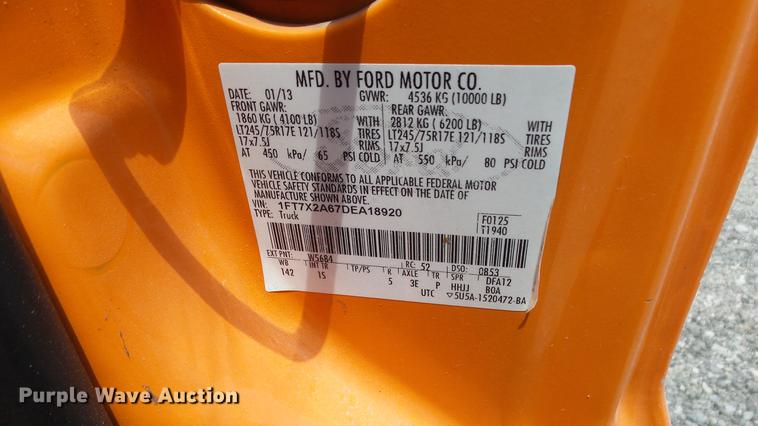 MFD. BY FORD MOTOR CO.
DATE: 01/13 GVWR: 4536 KG (10000 LB)
FRONT GAWR: REAR GAWR:
1860 KG ( 4100 LB) WITH 2812 KG ( 6200 LB) WITH
LT245/75R17E 121/118S TIRES LT245/75R17E 121/118S TIRES
17x7.5J RIMS 17x7.5J RIMS
AT 450 kPa/ 65 PSI COLD AT 550 kPa/ 80 PSI COLD
THIS VEHICLE CONFORMS TO ALL APPLICABLE FEDERAL MOTOR
VEHICLE SAFETY STANDARDS IN EFFECT ON THE DATE OF
MANUFACTURE SHOWN ABOVE.
VIN: 1FT7X2A67DEA18920 F0125
TYPE: Truck T1940
EXT PNT: W5684 RC: 52 DSO: 0853
WB INT TR TP/PS R AXLE TR SPR DFA12
142 1S 5 3E P HHJJ BOA
UTC ▽5U5A-1520472-BA
Purple Wave Auction